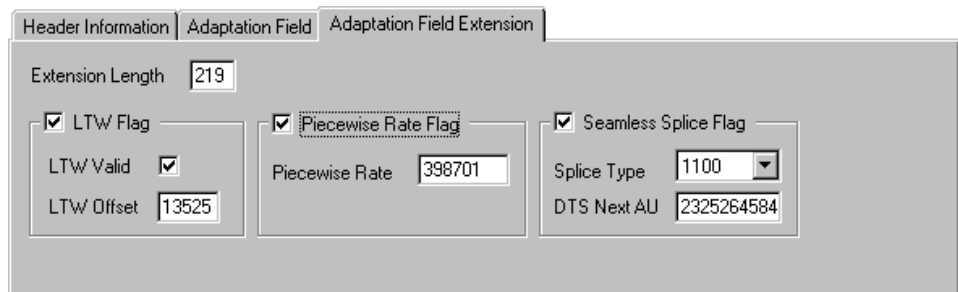 Header Information Adaptation Field Adaptation Field Extension
Extension Length 219
LTW Flag Piecewise Rate Flag Seamless Splice Flag
LTW Valid Piecewise Rate 398701 Splice Type 1100
LTW Offset 13525 DTS Next AU 2325264584